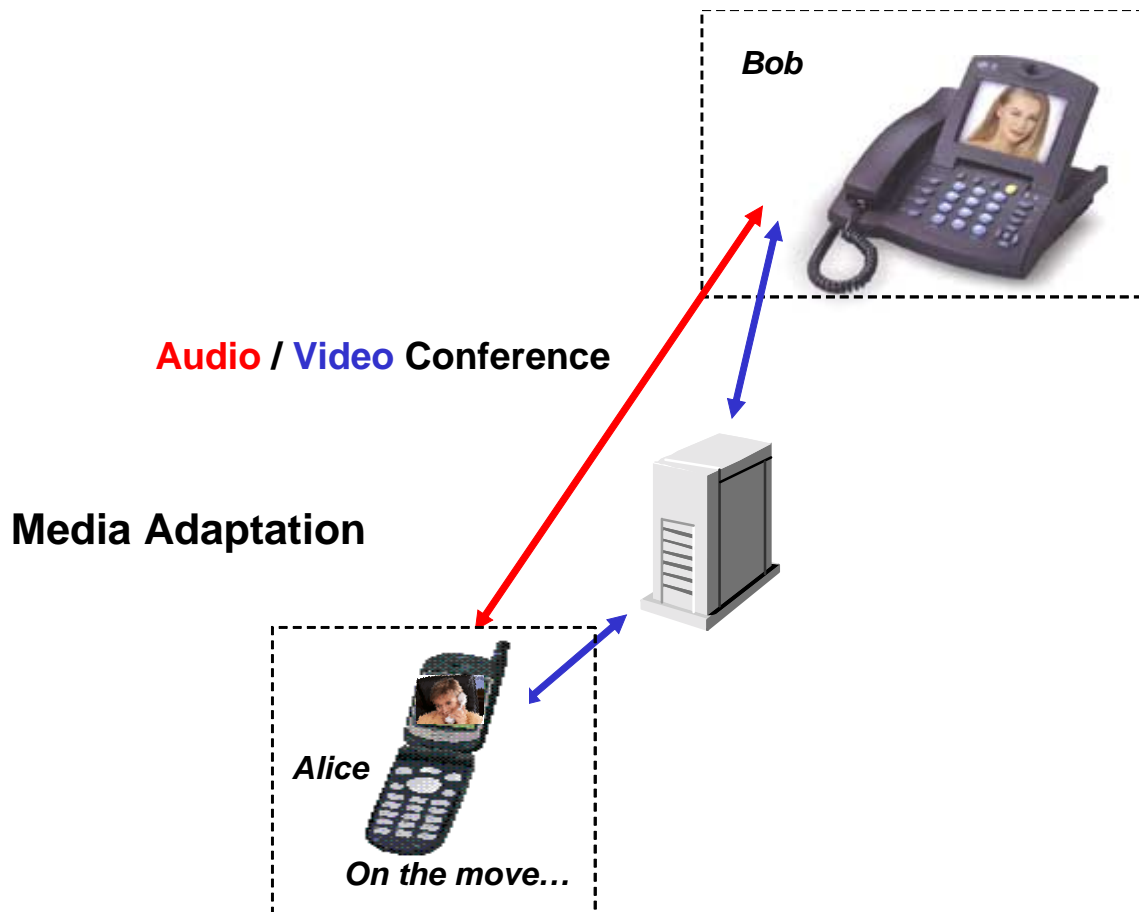 Bob
Audio / Video Conference
Media Adaptation
Alice
On the move…